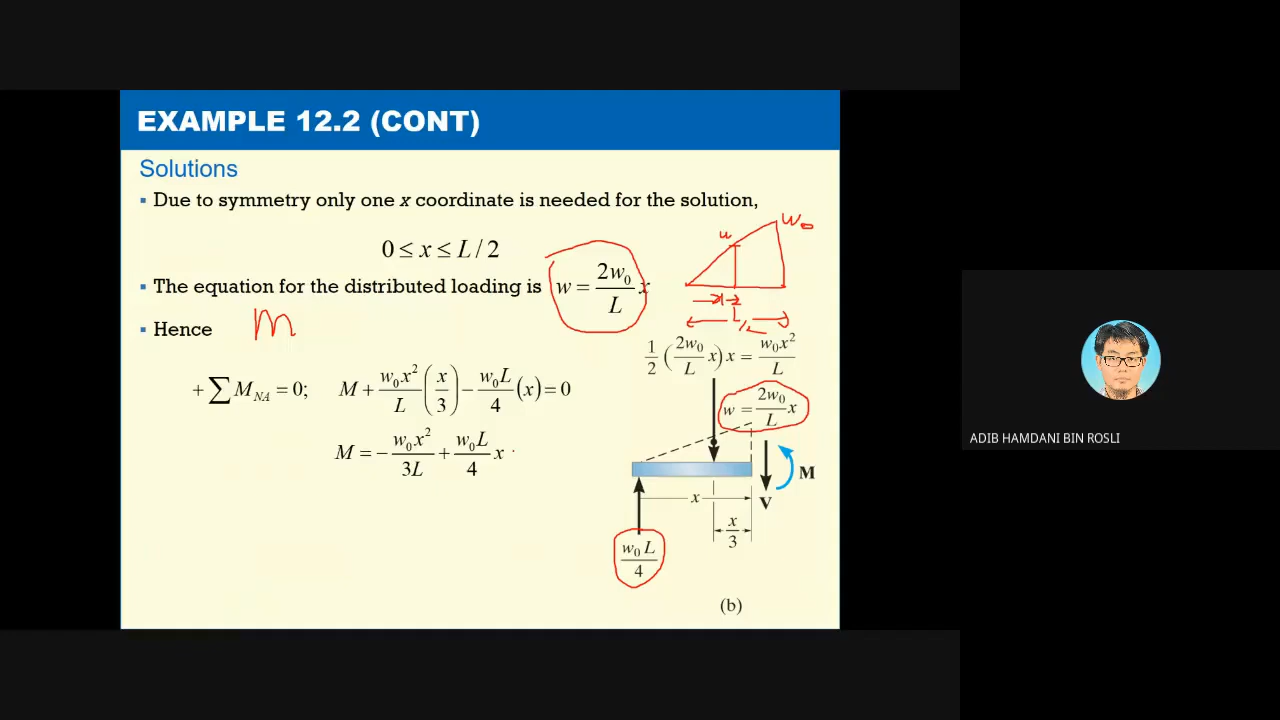 EXAMPLE 12.2 (CONT)
Solutions
▪ Due to symmetry only one x coordinate is needed for the solution,
0 ≤ x ≤ L / 2
▪ The equation for the distributed loading is w = 2w₀/L x
▪ Hence m
+ ∑ M_NA = 0; M + w₀x²/L (x/3) − w₀L/4 (x) = 0
M = − w₀x²/3L + w₀L/4 x
w₀
x
L/2
1/2 (2w₀/L x) x = w₀x²/L
w = 2w₀/L x
M
V
x
x/3
w₀L/4
(b)
ADIB HAMDANI BIN ROSLI